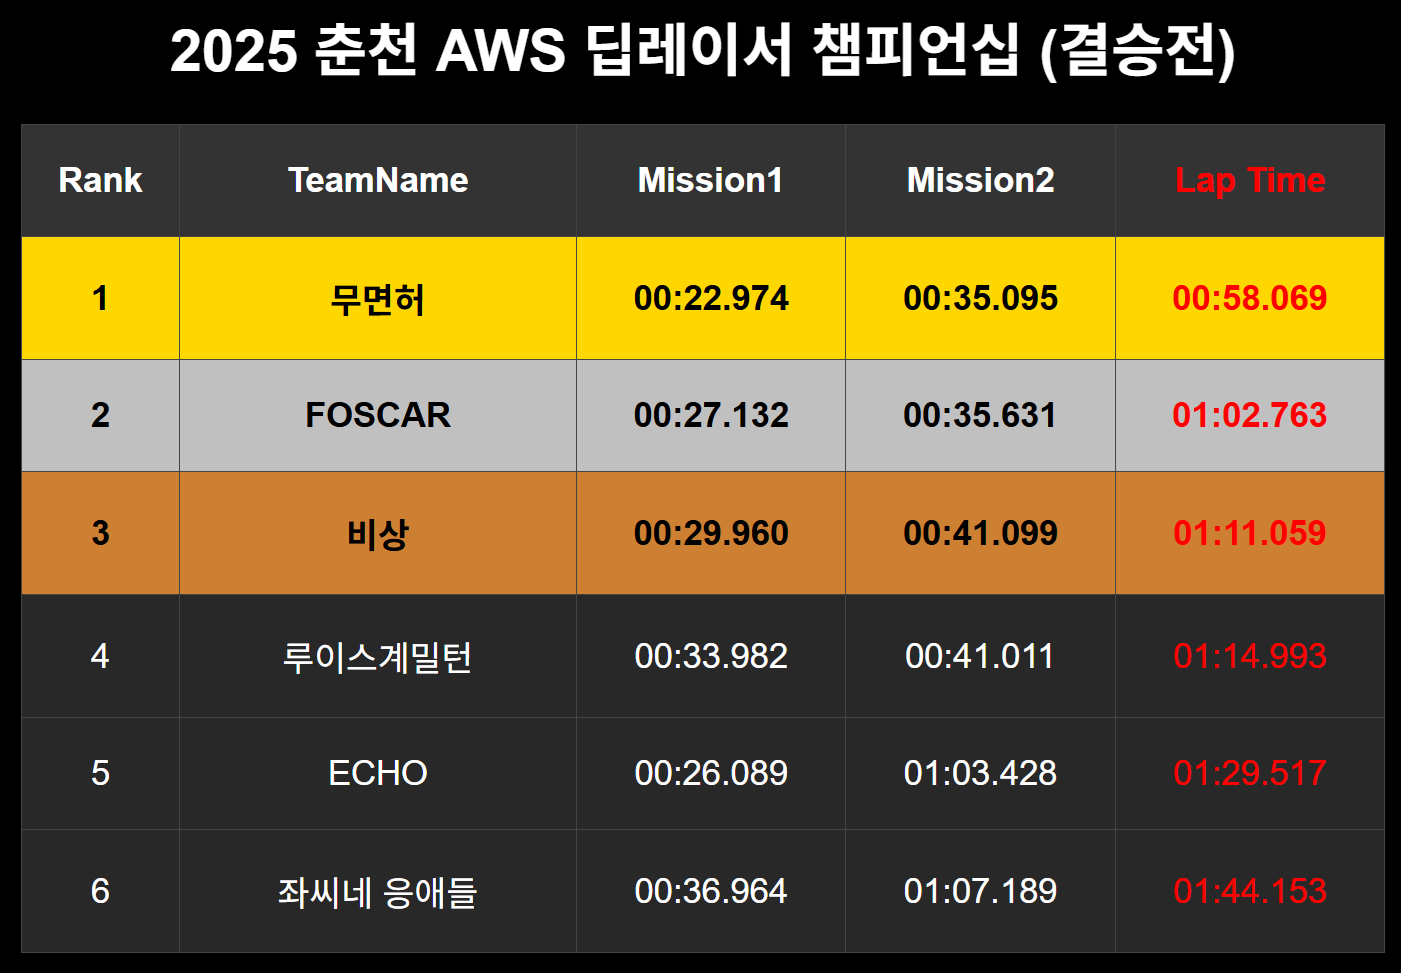 2025 춘천 AWS 딥레이서 챔피언십 (결승전)
Rank TeamName Mission1 Mission2 Lap Time
1 무면허 00:22.974 00:35.095 00:58.069
2 FOSCAR 00:27.132 00:35.631 01:02.763
3 비상 00:29.960 00:41.099 01:11.059
4 루이스계밀턴 00:33.982 00:41.011 01:14.993
5 ECHO 00:26.089 01:03.428 01:29.517
6 좌씨네 응애들 00:36.964 01:07.189 01:44.153